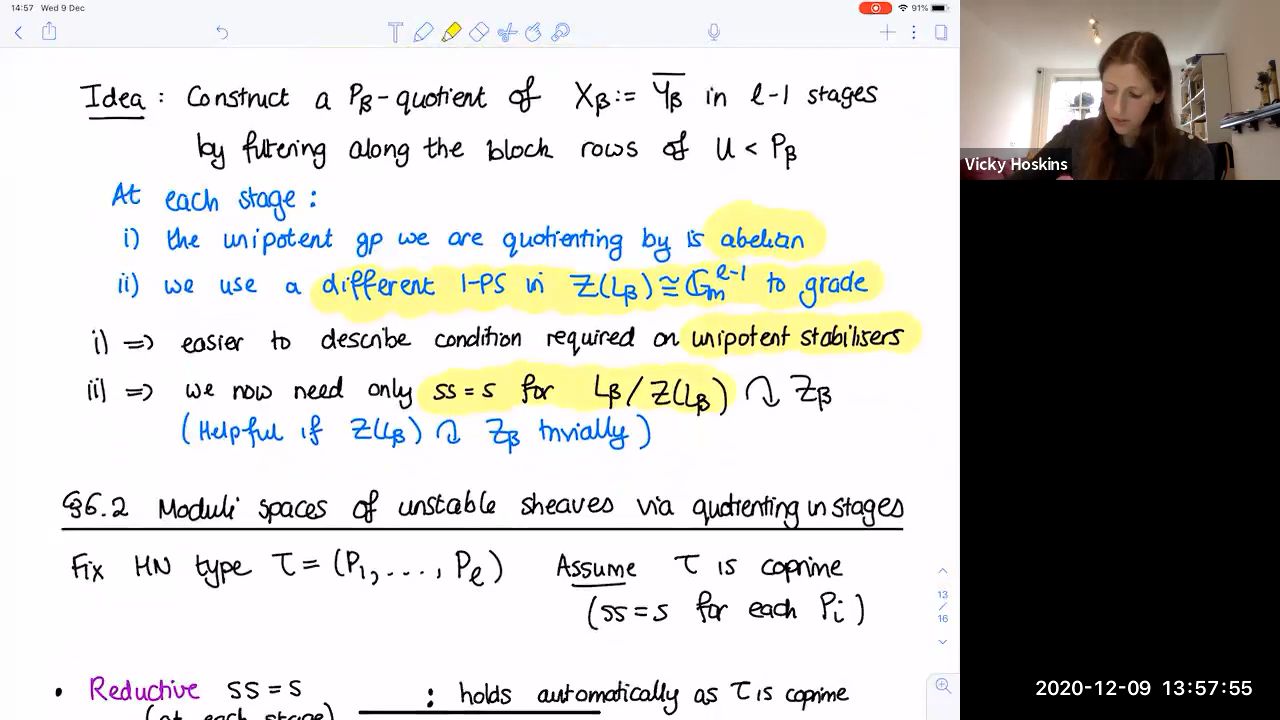 14:57 Wed 9 Dec
91%
Idea : Construct a Pβ-quotient of Xβ := \overline{Yβ} in l-1 stages
by filtering along the block rows of U < Pβ
At each stage :
i) the unipotent gp we are quotienting by is abelian
ii) we use a different 1-PS in Z(Lβ) ≅ 𝔾m^{l-1} to grade
i) => easier to describe condition required on unipotent stabilisers
ii) => we now need only ss = s for Lβ / Z(Lβ) ↷ Zβ
(Helpful if Z(Lβ) ↷ Zβ trivially)
§6.2 Moduli spaces of unstable sheaves via quotienting in stages
Fix HN type τ = (P1, ...., Pl) Assume τ is coprime
(ss = s for each Pi)
• Reductive ss = s : holds automatically as τ is coprime
(at each stage)
13
/
16
Vicky Hoskins
2020-12-09 13:57:55